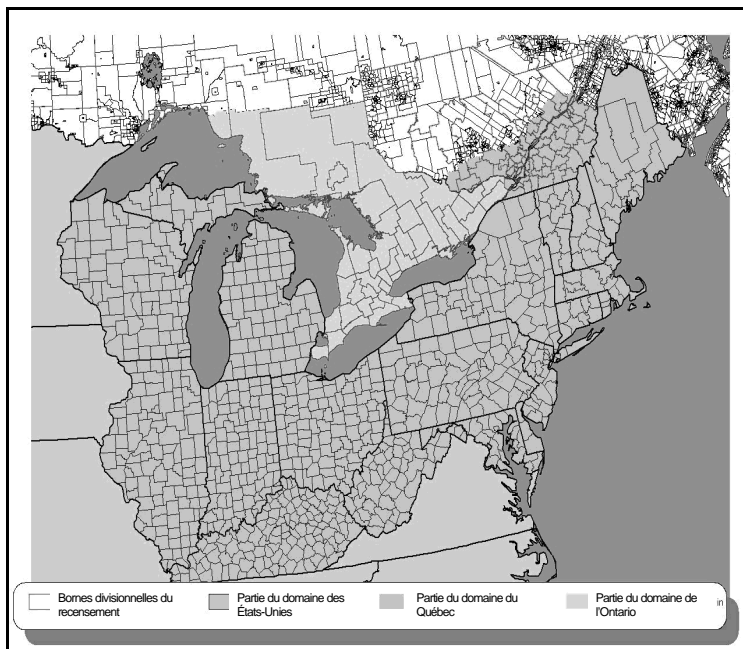 Bornes divisionnelles du
recensement
Partie du domaine des
États-Unies
Partie du domaine du
Québec
Partie du domaine de
l'Ontario
in